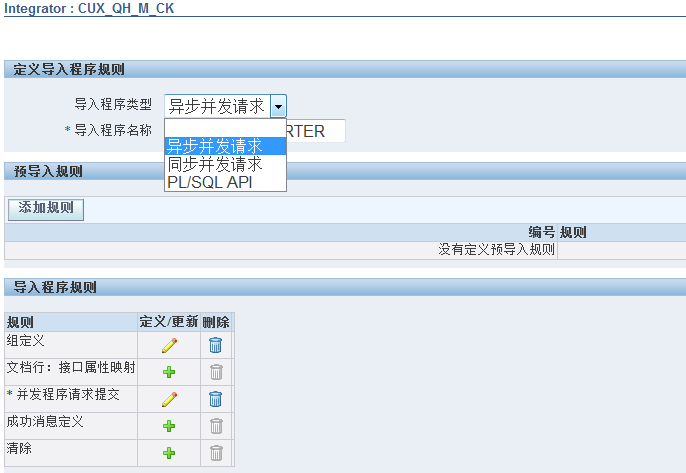 Integrator : CUX_QH_M_CK
定义导入程序规则
导入程序类型 异步并发请求
* 导入程序名称 RTER
异步并发请求
同步并发请求
PL/SQL API
预导入规则
添加规则
编号 规则
没有定义预导入规则
导入程序规则
规则 定义/更新 删除
组定义
文档行：接口属性映射
* 并发程序请求提交
成功消息定义
清除